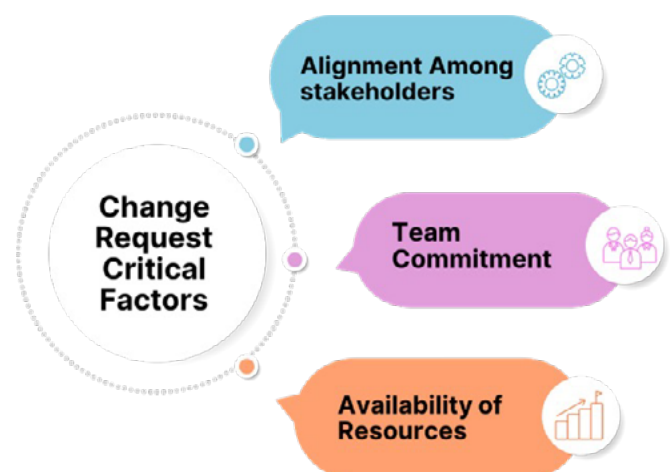 Change
Request
Critical
Factors
Alignment Among
stakeholders
Team
Commitment
Availability of
Resources